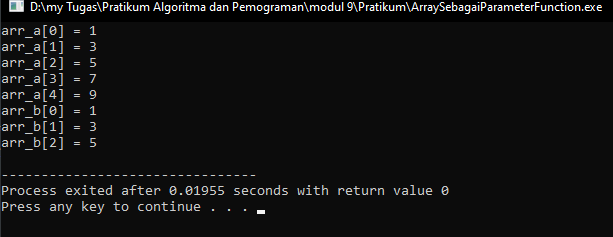 D:\my Tugas\Pratikum Algoritma dan Pemograman\modul 9\Pratikum\ArraySebagaiParameterFunction.exe
arr_a[0] = 1
arr_a[1] = 3
arr_a[2] = 5
arr_a[3] = 7
arr_a[4] = 9
arr_b[0] = 1
arr_b[1] = 3
arr_b[2] = 5
--------------------------------
Process exited after 0.01955 seconds with return value 0
Press any key to continue . . .